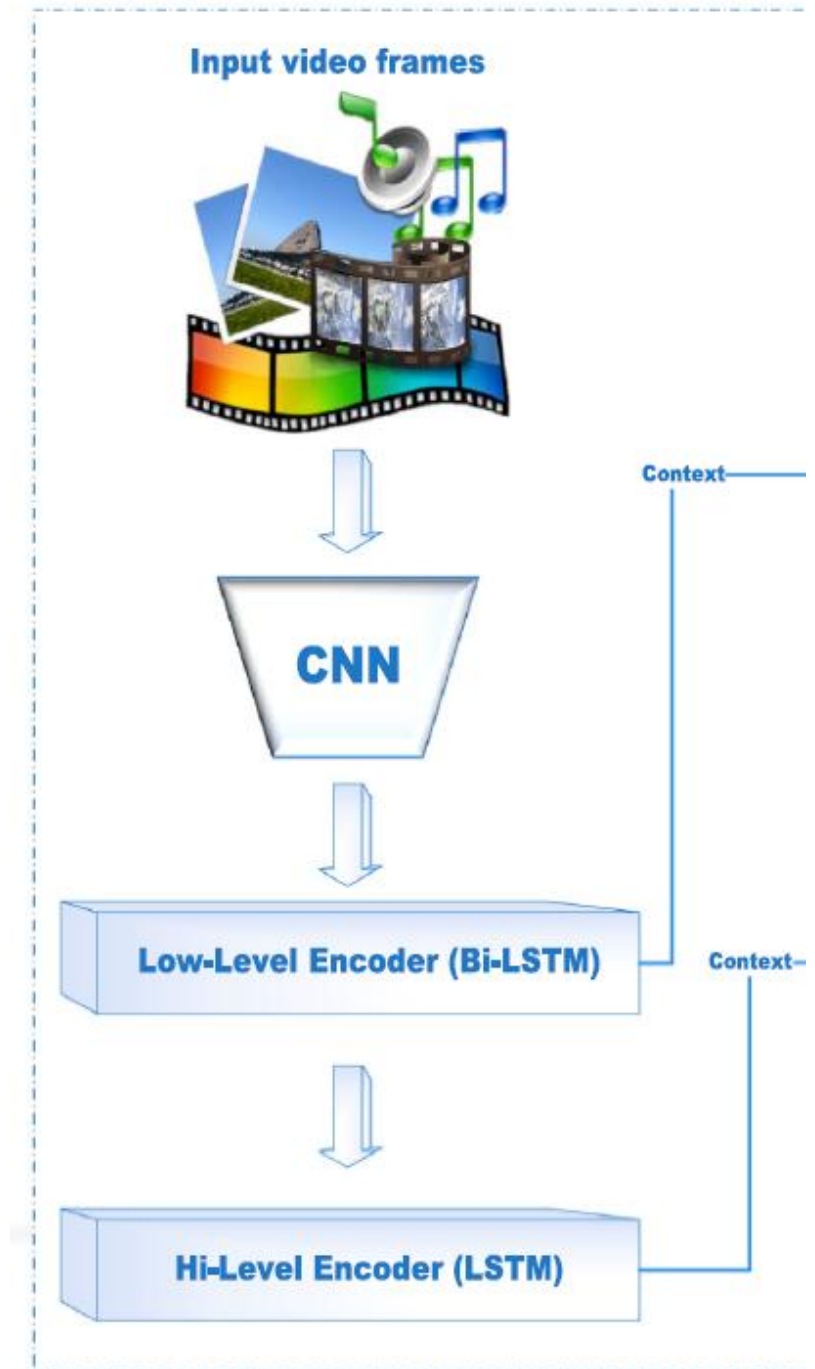 Input video frames
Context
CNN
Low-Level Encoder (Bi-LSTM)
Context
Hi-Level Encoder (LSTM)